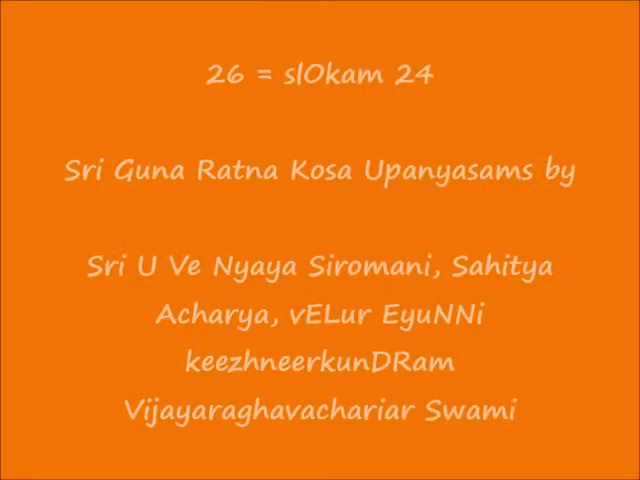 26 = slOkam 24
Sri Guna Ratna Kosa Upanyasams by
Sri U Ve Nyaya Siromani, Sahitya
Acharya, vELur EyuNNi
keezhneerkunDRam
Vijayaraghavachariar Swami